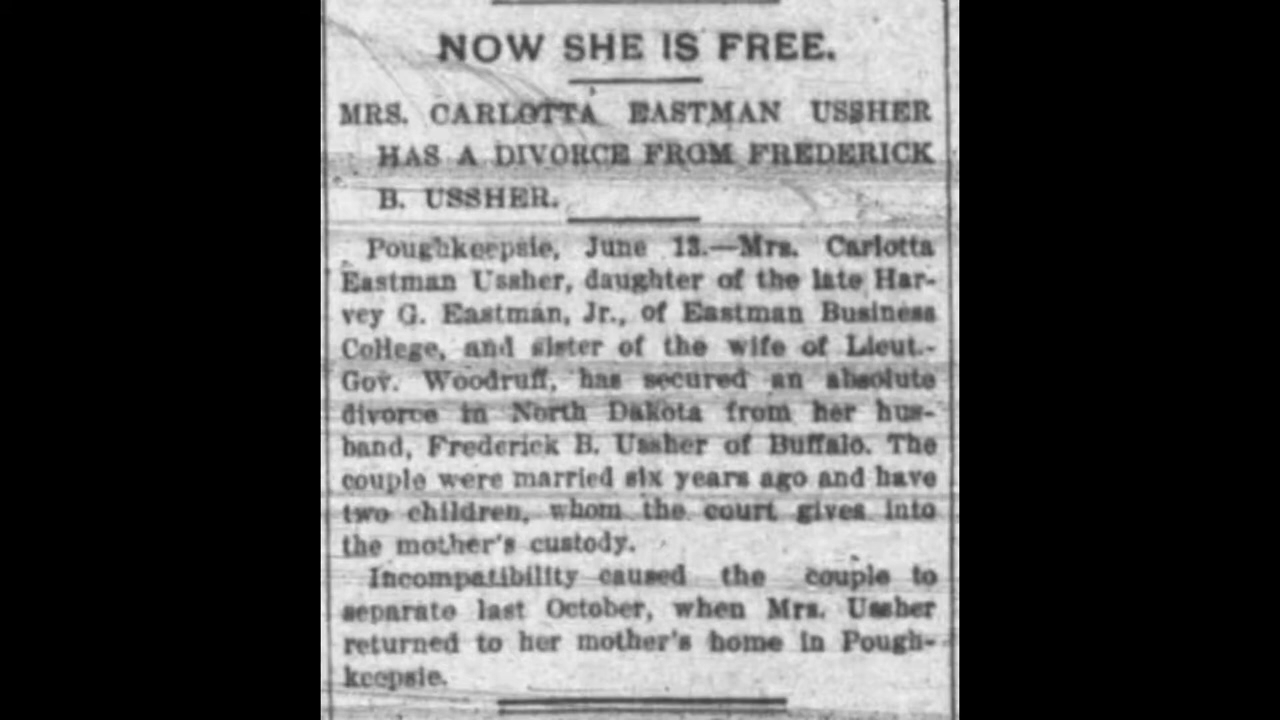 NOW SHE IS FREE.
MRS. CARLOTTA EASTMAN USSHER
HAS A DIVORCE FROM FREDERICK
B. USSHER.
Poughkeepsie, June 13.—Mrs. Carlotta
Eastman Ussher, daughter of the late Har-
vey G. Eastman, Jr., of Eastman Business
College, and sister of the wife of Lieut.-
Gov. Woodruff, has secured an absolute
divorce in North Dakota from her hus-
band, Frederick B. Ussher of Buffalo. The
couple were married six years ago and have
two children, whom the court gives into
the mother's custody.
Incompatibility caused the couple to
separate last October, when Mrs. Ussher
returned to her mother's home in Pough-
keepsie.